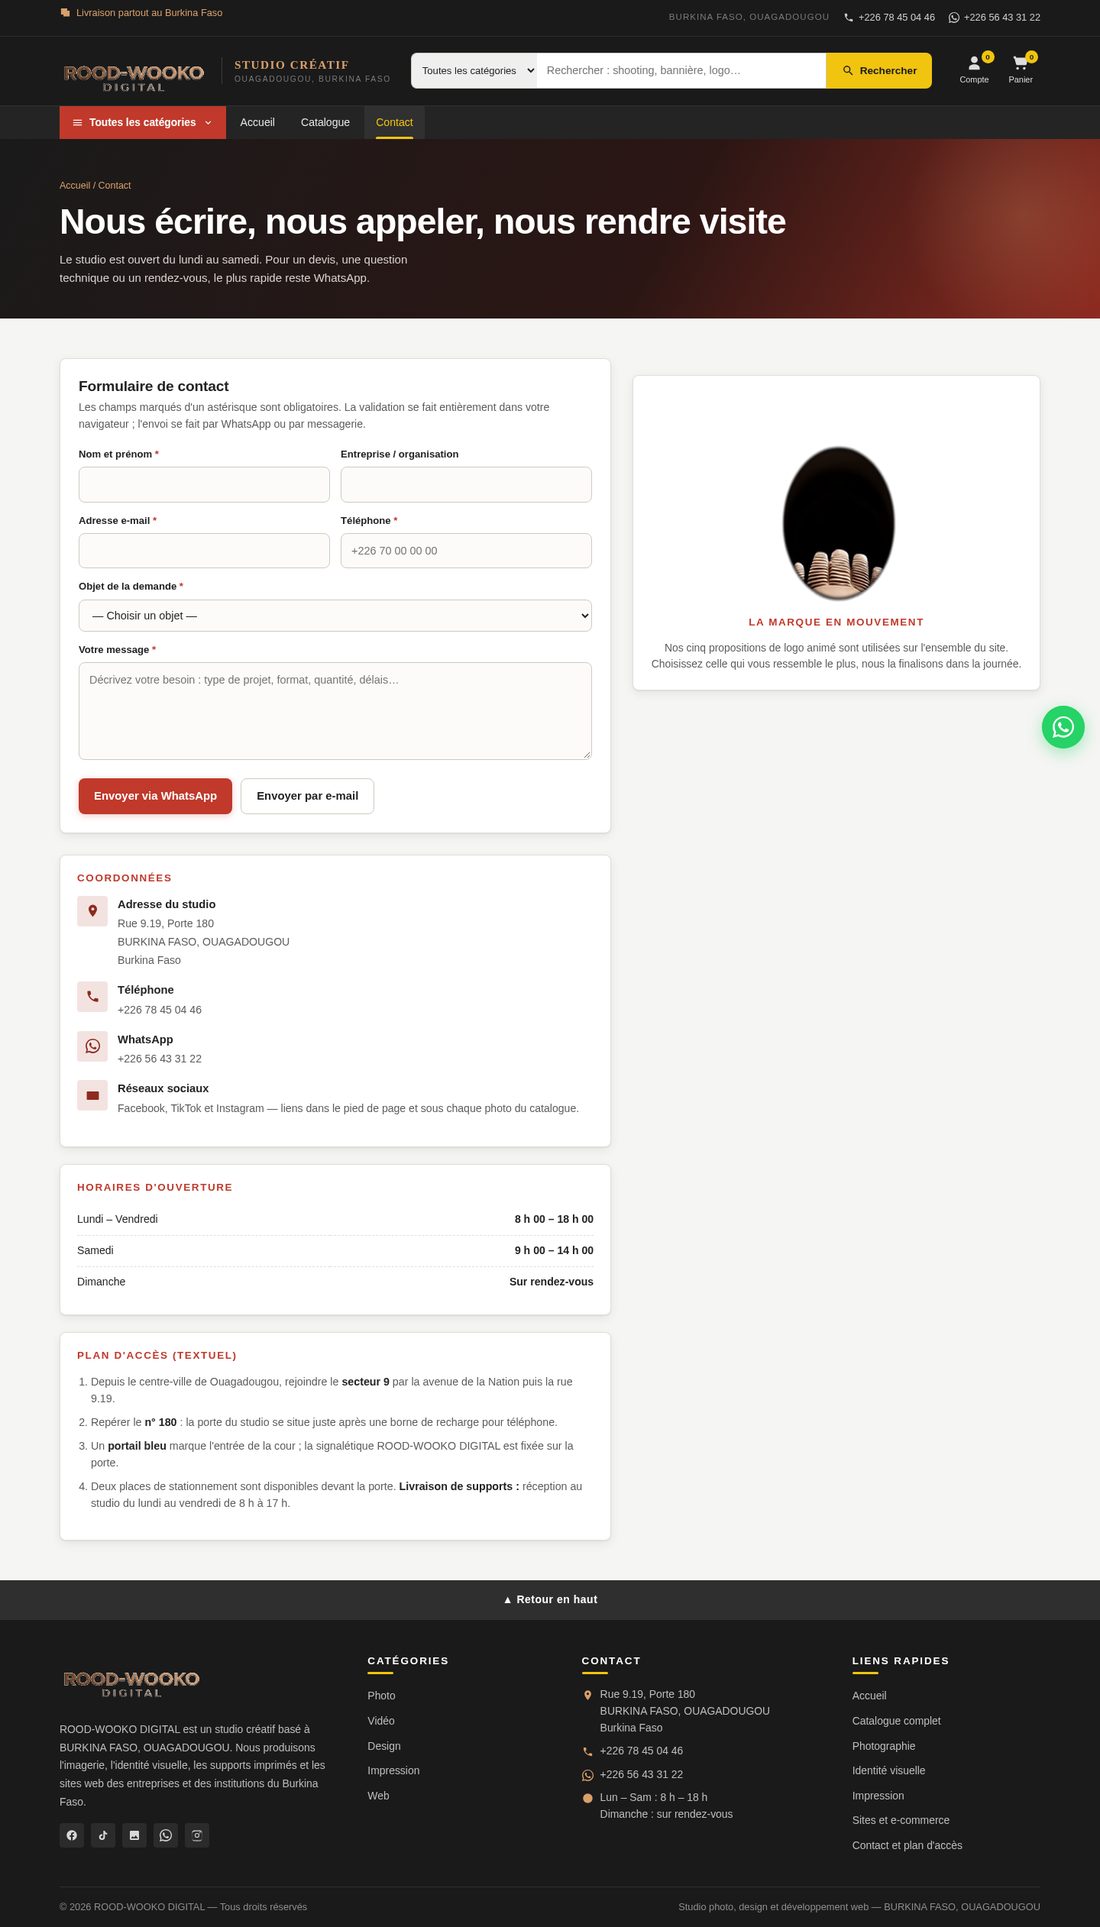 Livraison partout au Burkina Faso
BURKINA FASO, OUAGADOUGOU
+226 78 45 04 46
+226 56 43 31 22
ROOD-WOOKO
DIGITAL
STUDIO CRÉATIF
OUAGADOUGOU, BURKINA FASO
Toutes les catégories
Rechercher : shooting, bannière, logo…
Rechercher
0
Compte
0
Panier
Toutes les catégories
Accueil
Catalogue
Contact
Accueil / Contact
Nous écrire, nous appeler, nous rendre visite
Le studio est ouvert du lundi au samedi. Pour un devis, une question
technique ou un rendez-vous, le plus rapide reste WhatsApp.
Formulaire de contact
Les champs marqués d'un astérisque sont obligatoires. La validation se fait entièrement dans votre
navigateur ; l'envoi se fait par WhatsApp ou par messagerie.
Nom et prénom *
Entreprise / organisation
Adresse e-mail *
Téléphone *
+226 70 00 00 00
Objet de la demande *
— Choisir un objet —
Votre message *
Décrivez votre besoin : type de projet, format, quantité, délais…
Envoyer via WhatsApp
Envoyer par e-mail
LA MARQUE EN MOUVEMENT
Nos cinq propositions de logo animé sont utilisées sur l'ensemble du site.
Choisissez celle qui vous ressemble le plus, nous la finalisons dans la journée.
COORDONNÉES
Adresse du studio
Rue 9.19, Porte 180
BURKINA FASO, OUAGADOUGOU
Burkina Faso
Téléphone
+226 78 45 04 46
WhatsApp
+226 56 43 31 22
Réseaux sociaux
Facebook, TikTok et Instagram — liens dans le pied de page et sous chaque photo du catalogue.
HORAIRES D'OUVERTURE
Lundi – Vendredi
8 h 00 – 18 h 00
Samedi
9 h 00 – 14 h 00
Dimanche
Sur rendez-vous
PLAN D'ACCÈS (TEXTUEL)
1. Depuis le centre-ville de Ouagadougou, rejoindre le secteur 9 par la avenue de la Nation puis la rue
9.19.
2. Repérer le n° 180 : la porte du studio se situe juste après une borne de recharge pour téléphone.
3. Un portail bleu marque l'entrée de la cour ; la signalétique ROOD-WOOKO DIGITAL est fixée sur la
porte.
4. Deux places de stationnement sont disponibles devant la porte. Livraison de supports : réception au
studio du lundi au vendredi de 8 h à 17 h.
▲ Retour en haut
ROOD-WOOKO
DIGITAL
ROOD-WOOKO DIGITAL est un studio créatif basé à
BURKINA FASO, OUAGADOUGOU. Nous produisons
l'imagerie, l'identité visuelle, les supports imprimés et les
sites web des entreprises et des institutions du Burkina
Faso.
CATÉGORIES
Photo
Vidéo
Design
Impression
Web
CONTACT
Rue 9.19, Porte 180
BURKINA FASO, OUAGADOUGOU
Burkina Faso
+226 78 45 04 46
+226 56 43 31 22
Lun – Sam : 8 h – 18 h
Dimanche : sur rendez-vous
LIENS RAPIDES
Accueil
Catalogue complet
Photographie
Identité visuelle
Impression
Sites et e-commerce
Contact et plan d'accès
© 2026 ROOD-WOOKO DIGITAL — Tous droits réservés
Studio photo, design et développement web — BURKINA FASO, OUAGADOUGOU